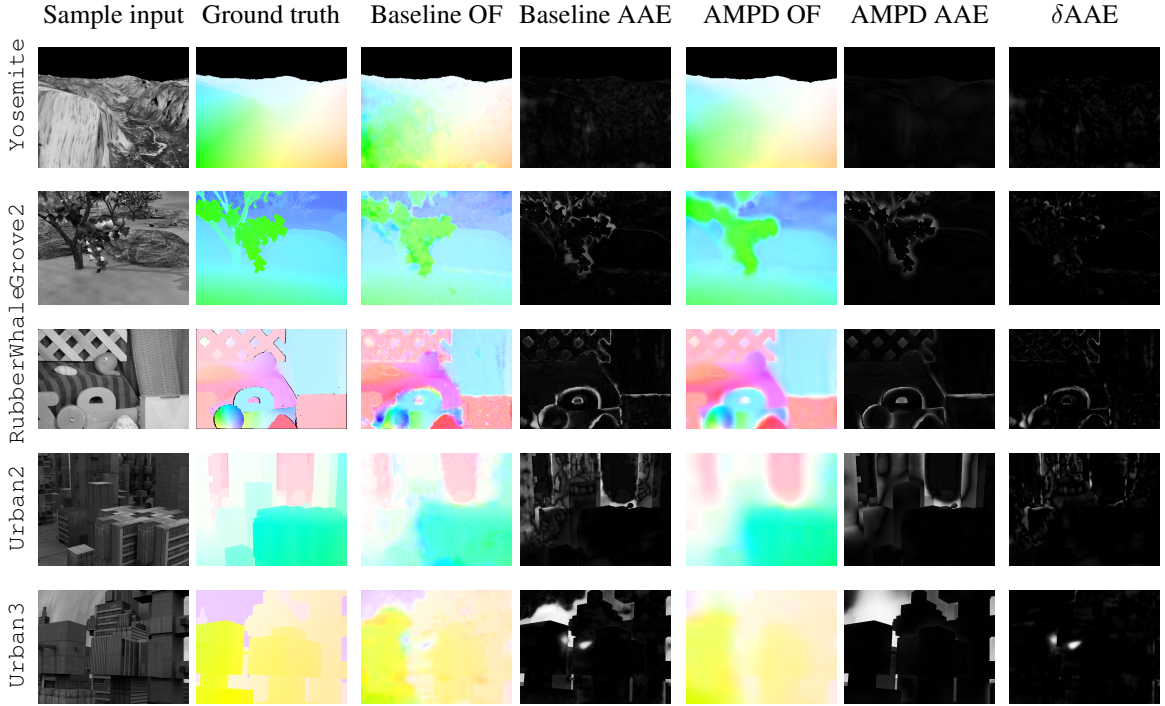 Sample input Ground truth Baseline OF Baseline AAE AMPD OF AMPD AAE δAAE
Yosemite
Grove2
RubberWhale
Urban2
Urban3